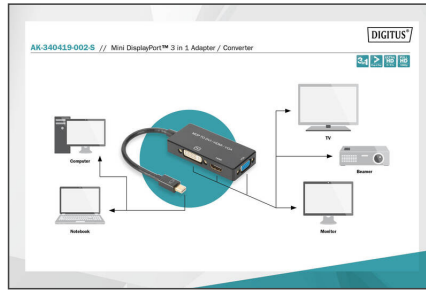 DIGITUS®
AK-340419-002-S // Mini DisplayPort™ 3 in 1 Adapter / Converter
Computer
Notebook
TV
Beamer
Monitor